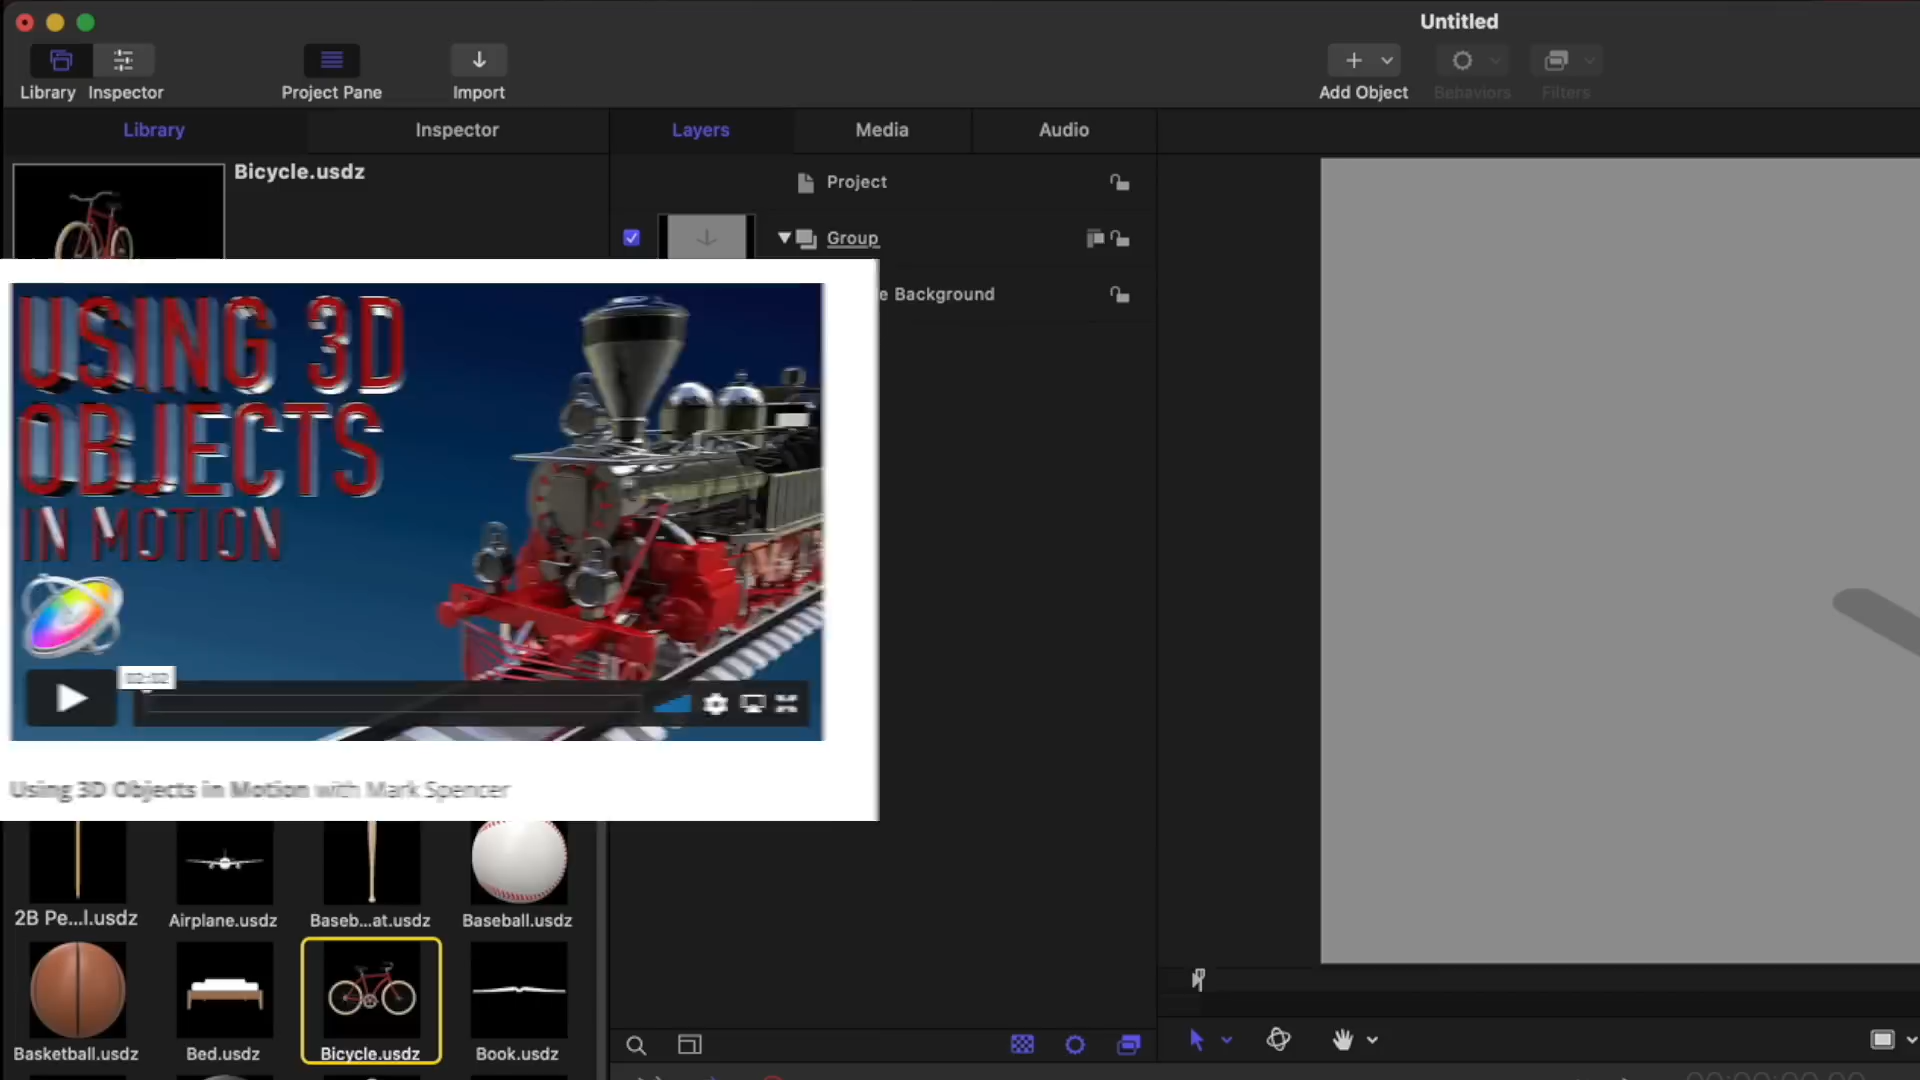 Untitled
Library
Inspector
Project Pane
Import
Add Object
Behaviors
Filters
Library
Inspector
Layers
Media
Audio
Bicycle.usdz
Project
Group
e Background
USING 3D
OBJECTS
IN MOTION
02:02
Using 3D Objects in Motion with Mark Spencer
2B Pe...l.usdz
Airplane.usdz
Baseb...at.usdz
Baseball.usdz
Basketball.usdz
Bed.usdz
Bicycle.usdz
Book.usdz